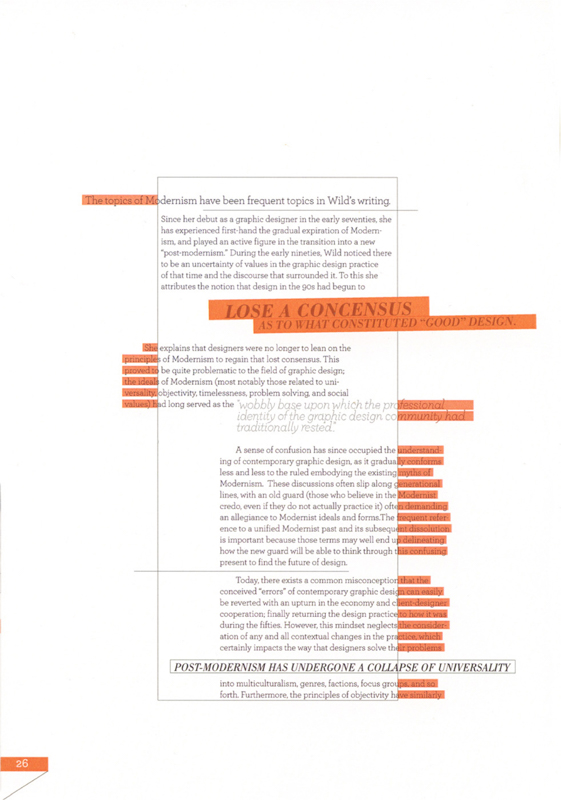 The topics of Modernism have been frequent topics in Wild's writing.
Since her debut as a graphic designer in the early seventies, she
has experienced first-hand the gradual expiration of Modern-
ism, and played an active figure in the transition into a new
"post-modernism." During the early nineties, Wild noticed there
to be an uncertainty of values in the graphic design practice
of that time and the discourse that surrounded it. To this she
attributes the notion that design in the 90s had begun to
LOSE A CONCENSUS
AS TO WHAT CONSTITUTED "GOOD" DESIGN.
She explains that designers were no longer to lean on the
principles of Modernism to regain that lost consensus. This
proved to be quite problematic to the field of graphic design;
the ideals of Modernism (most notably those related to uni-
versality, objectivity, timelessness, problem solving, and social
values) had long served as the "wobbly base upon which the professional
identity of the graphic design community had
traditionally rested."
A sense of confusion has since occupied the understand-
ing of contemporary graphic design, as it gradually conforms
less and less to the ruled embodying the existing myths of
Modernism. These discussions often slip along generational
lines, with an old guard (those who believe in the Modernist
credo, even if they do not actually practice it) often demanding
an allegiance to Modernist ideals and forms.The frequent refer-
ence to a unified Modernist past and its subsequent dissolution
is important because those terms may well end up delineating
how the new guard will be able to think through this confusing
present to find the future of design.
Today, there exists a common misconception that the
conceived "errors" of contemporary graphic design can easily
be reverted with an upturn in the economy and client-designer
cooperation; finally returning the design practice to how it was
during the fifties. However, this mindset neglects the consider-
ation of any and all contextual changes in the practice, which
certainly impacts the way that designers solve their problems.
POST-MODERNISM HAS UNDERGONE A COLLAPSE OF UNIVERSALITY
into multiculturalism, genres, factions, focus groups, and so
forth. Furthermore, the principles of objectivity have similarly
26